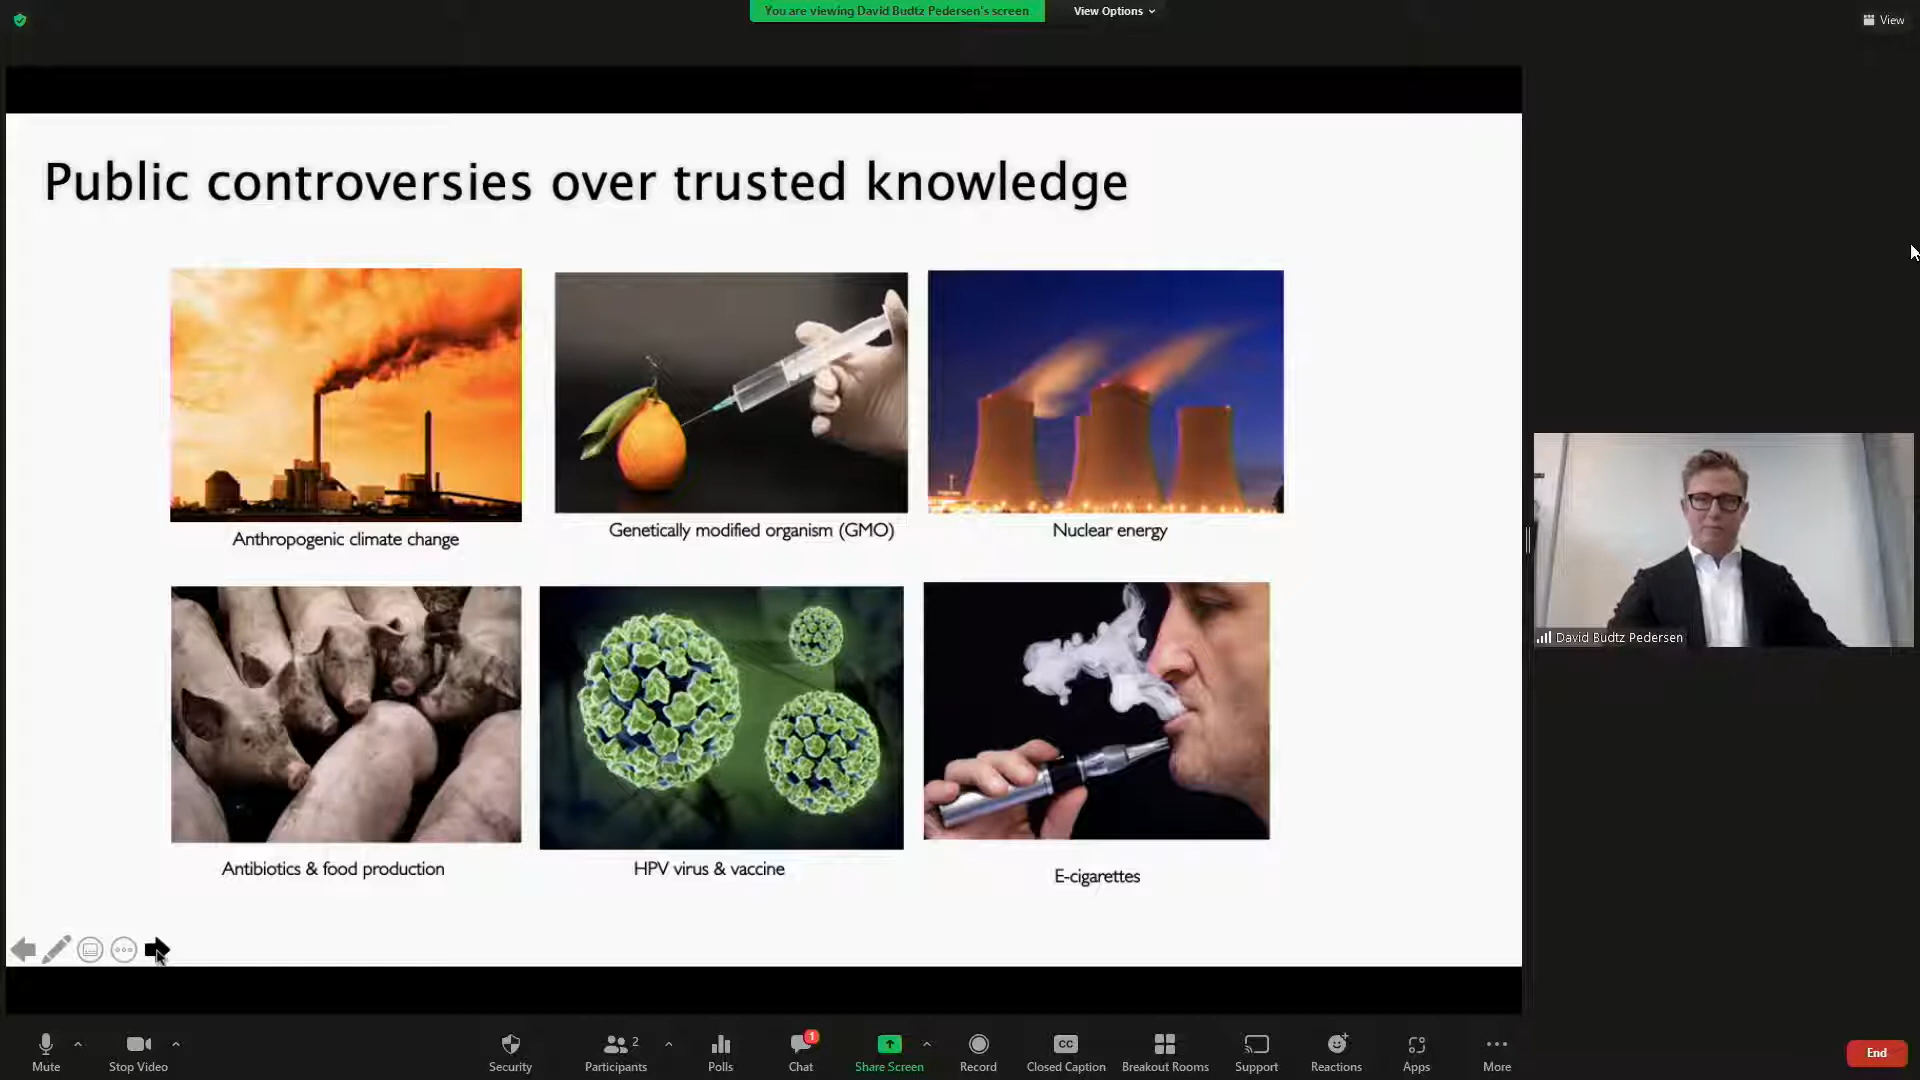 You are viewing David Budtz Pedersen's screen
View Options
View
Public controversies over trusted knowledge
Anthropogenic climate change
Genetically modified organism (GMO)
Nuclear energy
David Budtz Pedersen
Antibiotics & food production
HPV virus & vaccine
E-cigarettes
Mute
Stop Video
Security
2
Participants
Polls
1
Chat
Share Screen
Record
CC
Closed Caption
Breakout Rooms
Support
Reactions
Apps
More
End